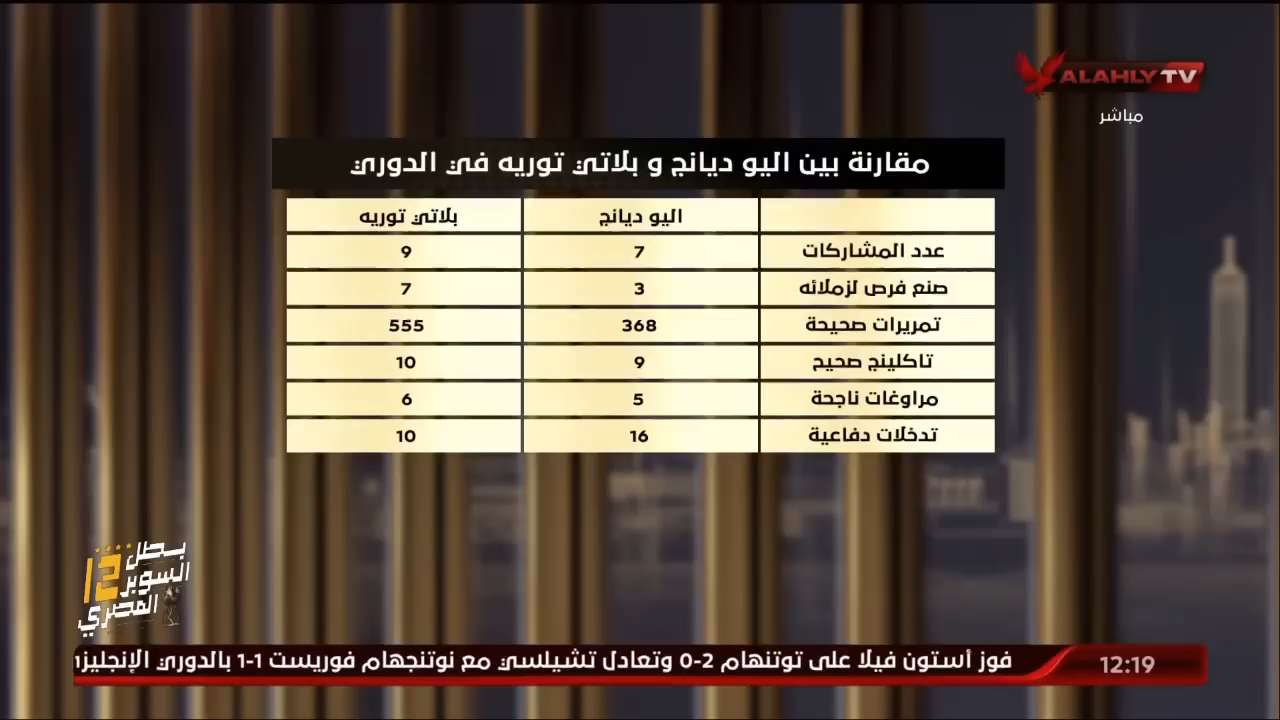 ALAHLY TV
مباشر
مقارنة بين اليو ديانج و بلاتي توريه في الدوري
اليو ديانج بلاتي توريه
عدد المشاركات 7 9
صنع فرص لزملائه 3 7
تمريرات صحيحة 368 555
تاكلينج صحيح 9 10
مراوغات ناجحة 5 6
تدخلات دفاعية 16 10
بطل
السوبر 12
المصري
12:19 فوز أستون فيلا على توتنهام 2-0 وتعادل تشيلسي مع نوتنجهام فوريست 1-1 بالدوري